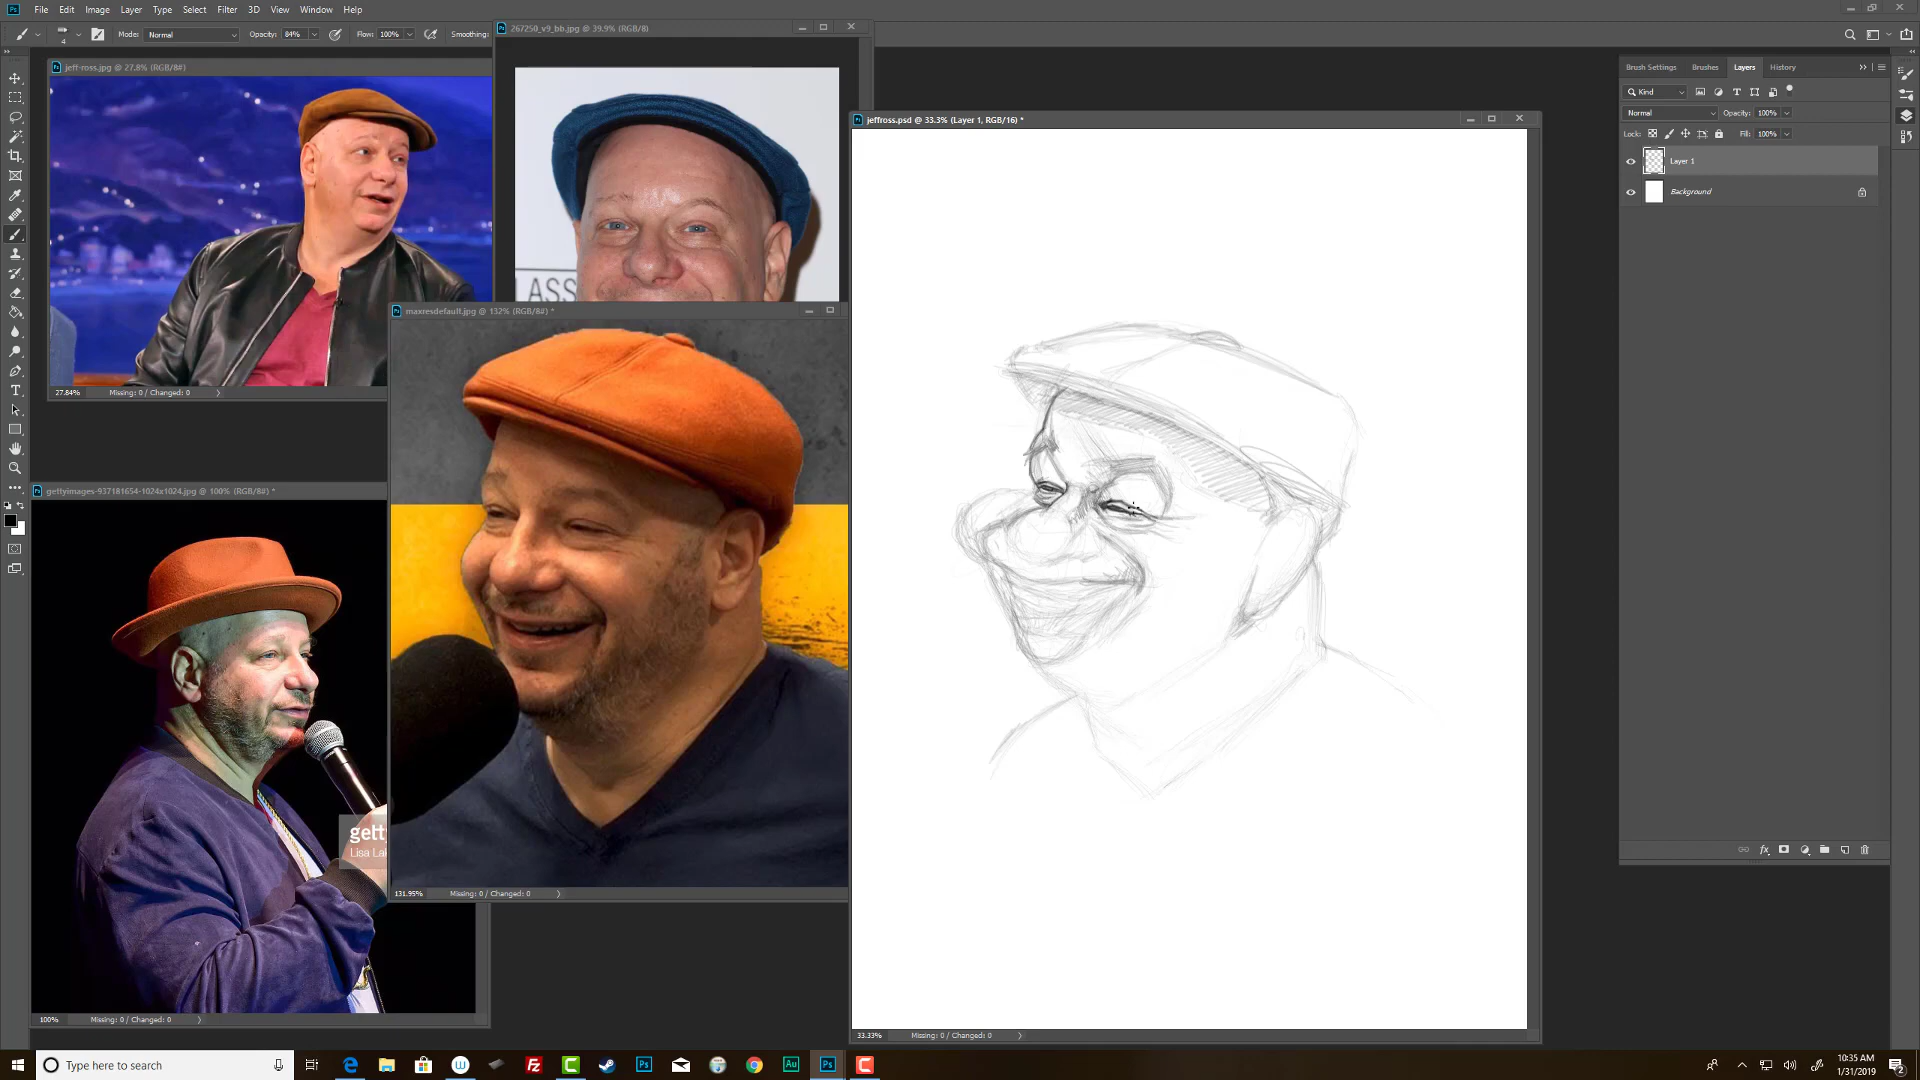 File Edit Image Layer Type Select Filter 3D View Window Help
4 Mode: Normal Opacity: 84% Flow: 100% Smoothing:
267250_v9_bb.jpg @ 39.9% (RGB/8)
jeff-ross.jpg @ 27.8% (RGB/8#)
ASS
27.84% Missing: 0 / Changed: 0
maxresdefault.jpg @ 132% (RGB/8#) *
131.95% Missing: 0 / Changed: 0
gettyimages-937181654-1024x1024.jpg @ 100% (RGB/8#) *
gett
Lisa Lak
100% Missing: 0 / Changed: 0
jeffross.psd @ 33.3% (Layer 1, RGB/16) *
33.33% Missing: 0 / Changed: 0
Brush Settings Brushes Layers History
Kind
Normal Opacity: 100%
Lock: Fill: 100%
Layer 1
Background
Type here to search
10:35 AM
1/31/2019